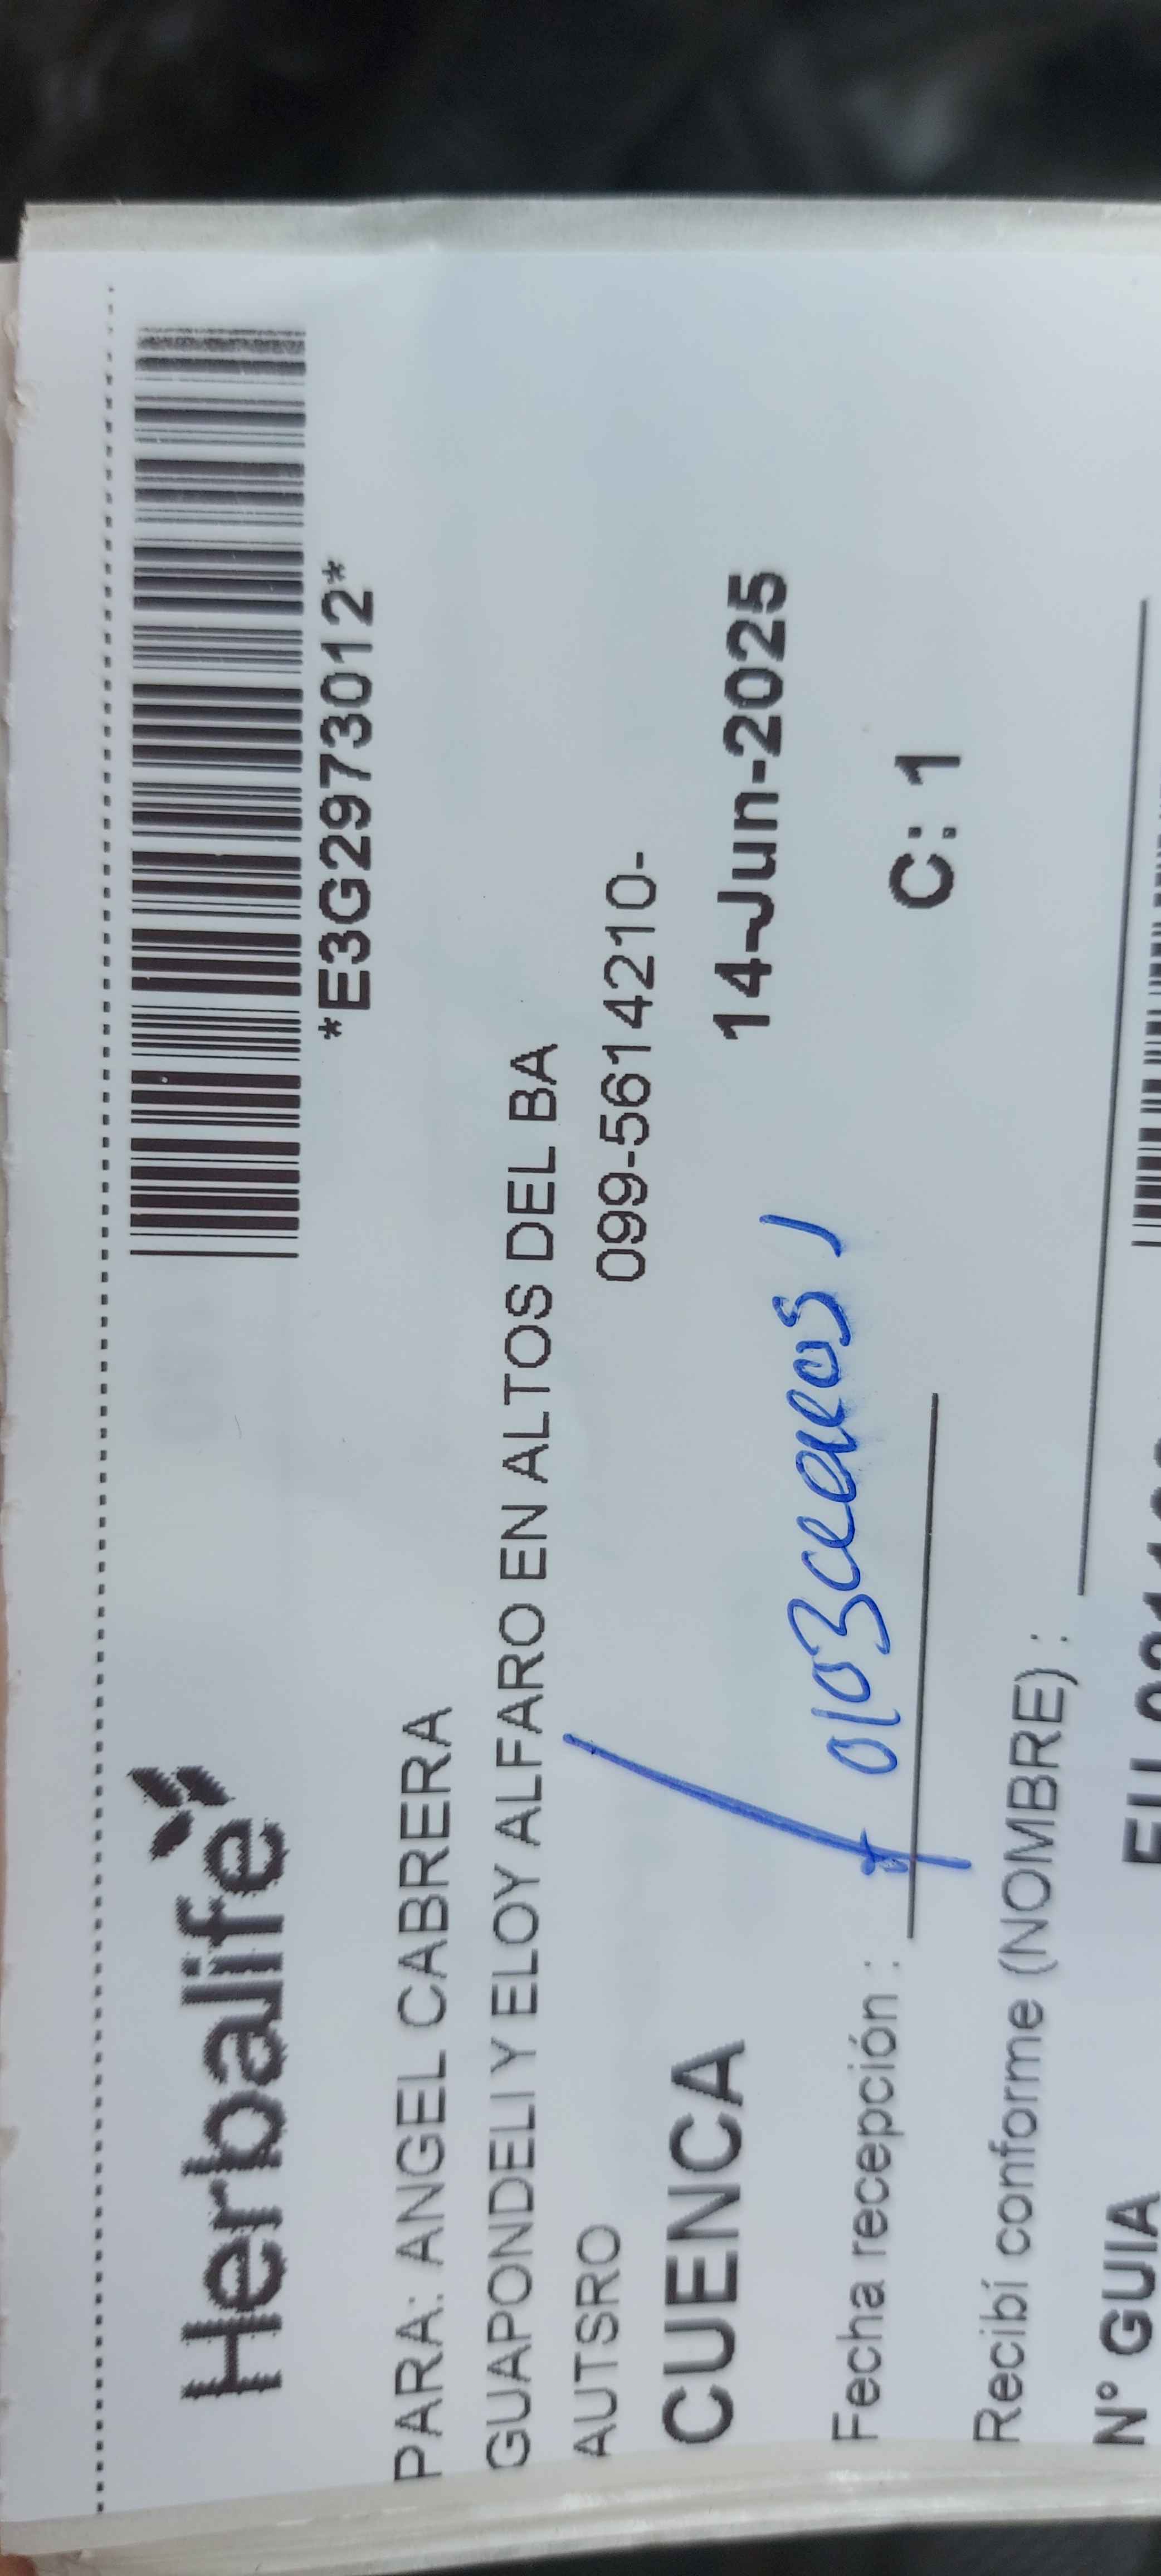 Herbalife
*E3G2973012*
PARA: ANGEL CABRERA
GUAPONDELI Y ELOY ALFARO EN ALTOS DEL BA
AUTSRO 099-5614210-
CUENCA 14-Jun-2025
Fecha recepción :
C: 1
Recibí conforme (NOMBRE) :
N° GUIA